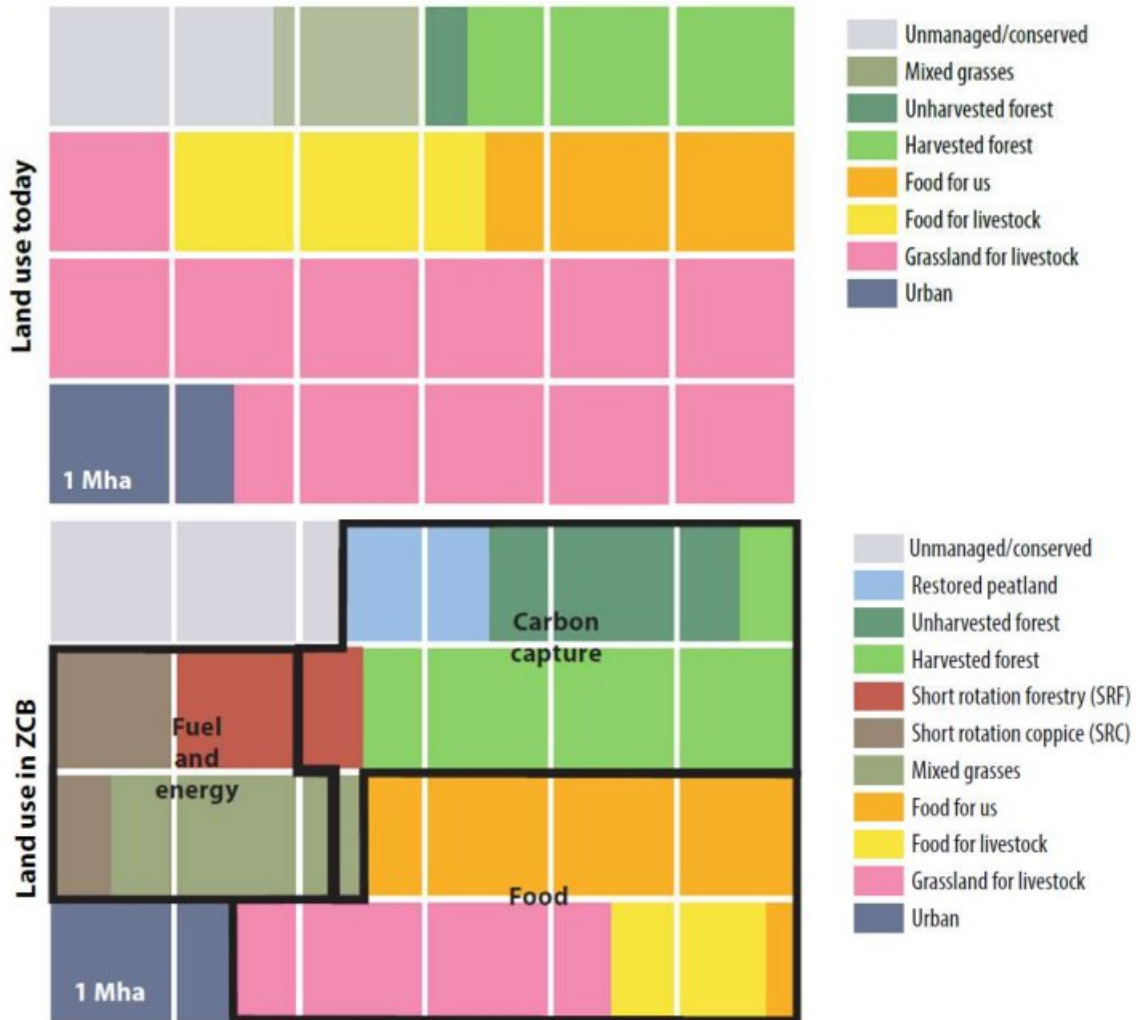 Land use today
1 Mha
Unmanaged/conserved
Mixed grasses
Unharvested forest
Harvested forest
Food for us
Food for livestock
Grassland for livestock
Urban
Land use in ZCB
Carbon
capture
Fuel
and
energy
Food
1 Mha
Unmanaged/conserved
Restored peatland
Unharvested forest
Harvested forest
Short rotation forestry (SRF)
Short rotation coppice (SRC)
Mixed grasses
Food for us
Food for livestock
Grassland for livestock
Urban